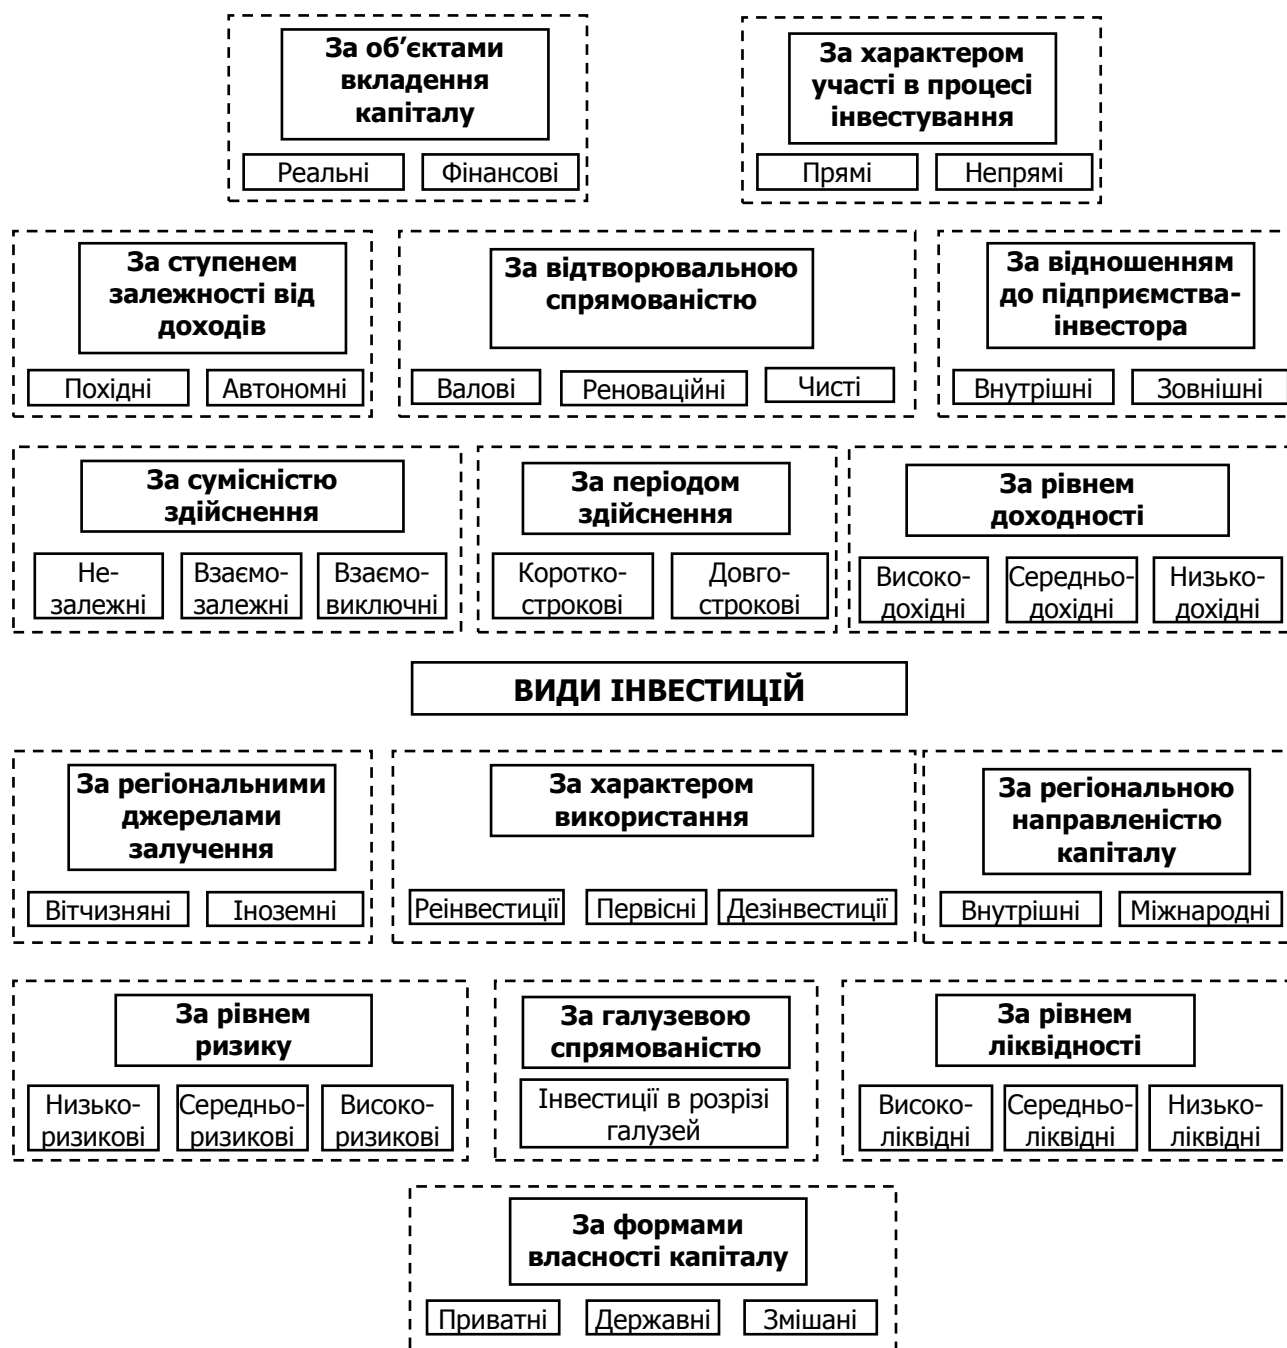 За об’єктами
вкладення
капіталу
Реальні
Фінансові
За характером
участі в процесі
інвестування
Прямі
Непрямі
За ступенем
залежності від
доходів
Похідні
Автономні
За відтворювальною
спрямованістю
Валові
Реноваційні
Чисті
За відношенням
до підприємства-
інвестора
Внутрішні
Зовнішні
За сумісністю
здійснення
Не-
залежні
Взаємо-
залежні
Взаємо-
виключні
За періодом
здійснення
Коротко-
строкові
Довго-
строкові
За рівнем
доходності
Високо-
дохідні
Середньо-
дохідні
Низько-
дохідні
ВИДИ ІНВЕСТИЦІЙ
За регіональними
джерелами
залучення
Вітчизняні
Іноземні
За характером
використання
Реінвестиції
Первісні
Дезінвестиції
За регіональною
направленістю
капіталу
Внутрішні
Міжнародні
За рівнем
ризику
Низько-
ризикові
Середньо-
ризикові
Високо-
ризикові
За галузевою
спрямованістю
Інвестиції в розрізі
галузей
За рівнем
ліквідності
Високо-
ліквідні
Середньо-
ліквідні
Низько-
ліквідні
За формами
власності капіталу
Приватні
Державні
Змішані